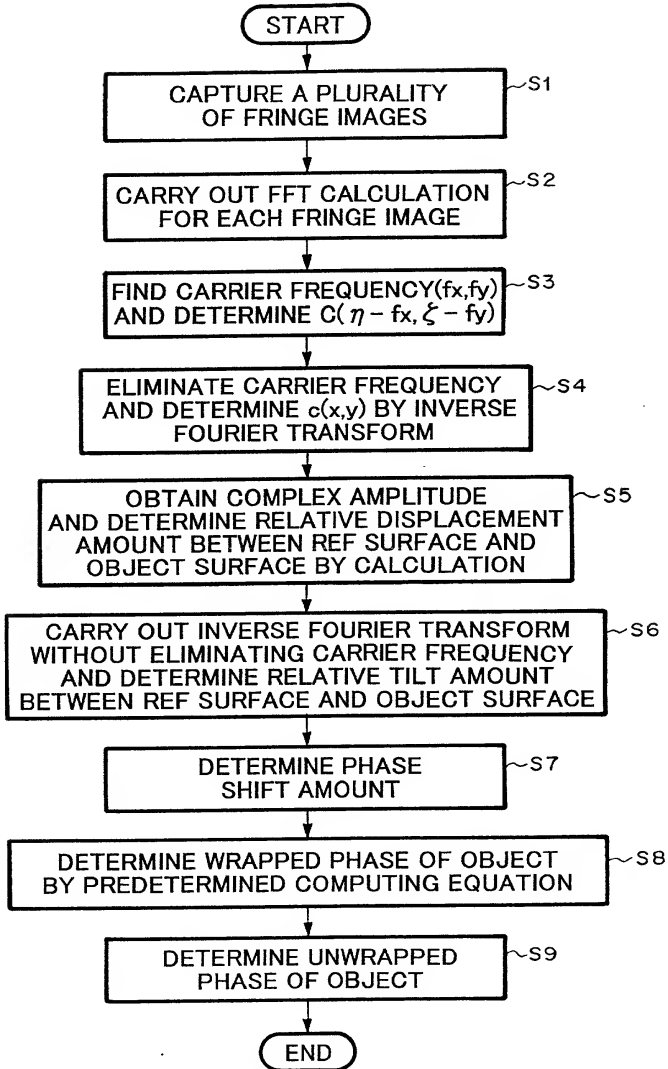 START
CAPTURE A PLURALITY
OF FRINGE IMAGES
S1
CARRY OUT FFT CALCULATION
FOR EACH FRINGE IMAGE
S2
FIND CARRIER FREQUENCY(fx,fy)
AND DETERMINE C(η-fx,ζ-fy)
S3
ELIMINATE CARRIER FREQUENCY
AND DETERMINE c(x,y) BY INVERSE
FOURIER TRANSFORM
S4
OBTAIN COMPLEX AMPLITUDE
AND DETERMINE RELATIVE DISPLACEMENT
AMOUNT BETWEEN REF SURFACE AND
OBJECT SURFACE BY CALCULATION
S5
CARRY OUT INVERSE FOURIER TRANSFORM
WITHOUT ELIMINATING CARRIER FREQUENCY
AND DETERMINE RELATIVE TILT AMOUNT
BETWEEN REF SURFACE AND OBJECT SURFACE
S6
DETERMINE PHASE
SHIFT AMOUNT
S7
DETERMINE WRAPPED PHASE OF OBJECT
BY PREDETERMINED COMPUTING EQUATION
S8
DETERMINE UNWRAPPED
PHASE OF OBJECT
S9
END